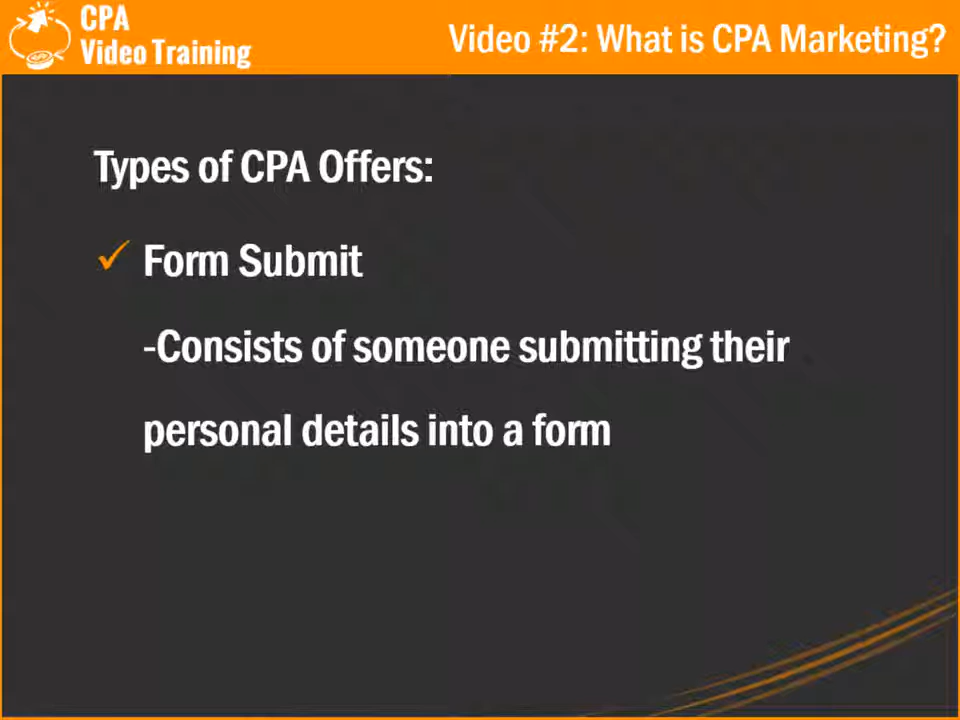 CPA
Video Training
Video #2: What is CPA Marketing?
Types of CPA Offers:
Form Submit
-Consists of someone submitting their
personal details into a form